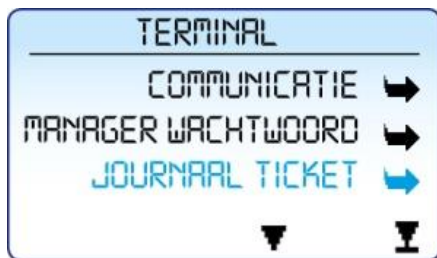 TERMINAL
COMMUNICATIE
MANAGER WACHTWOORD
JOURNAAL TICKET